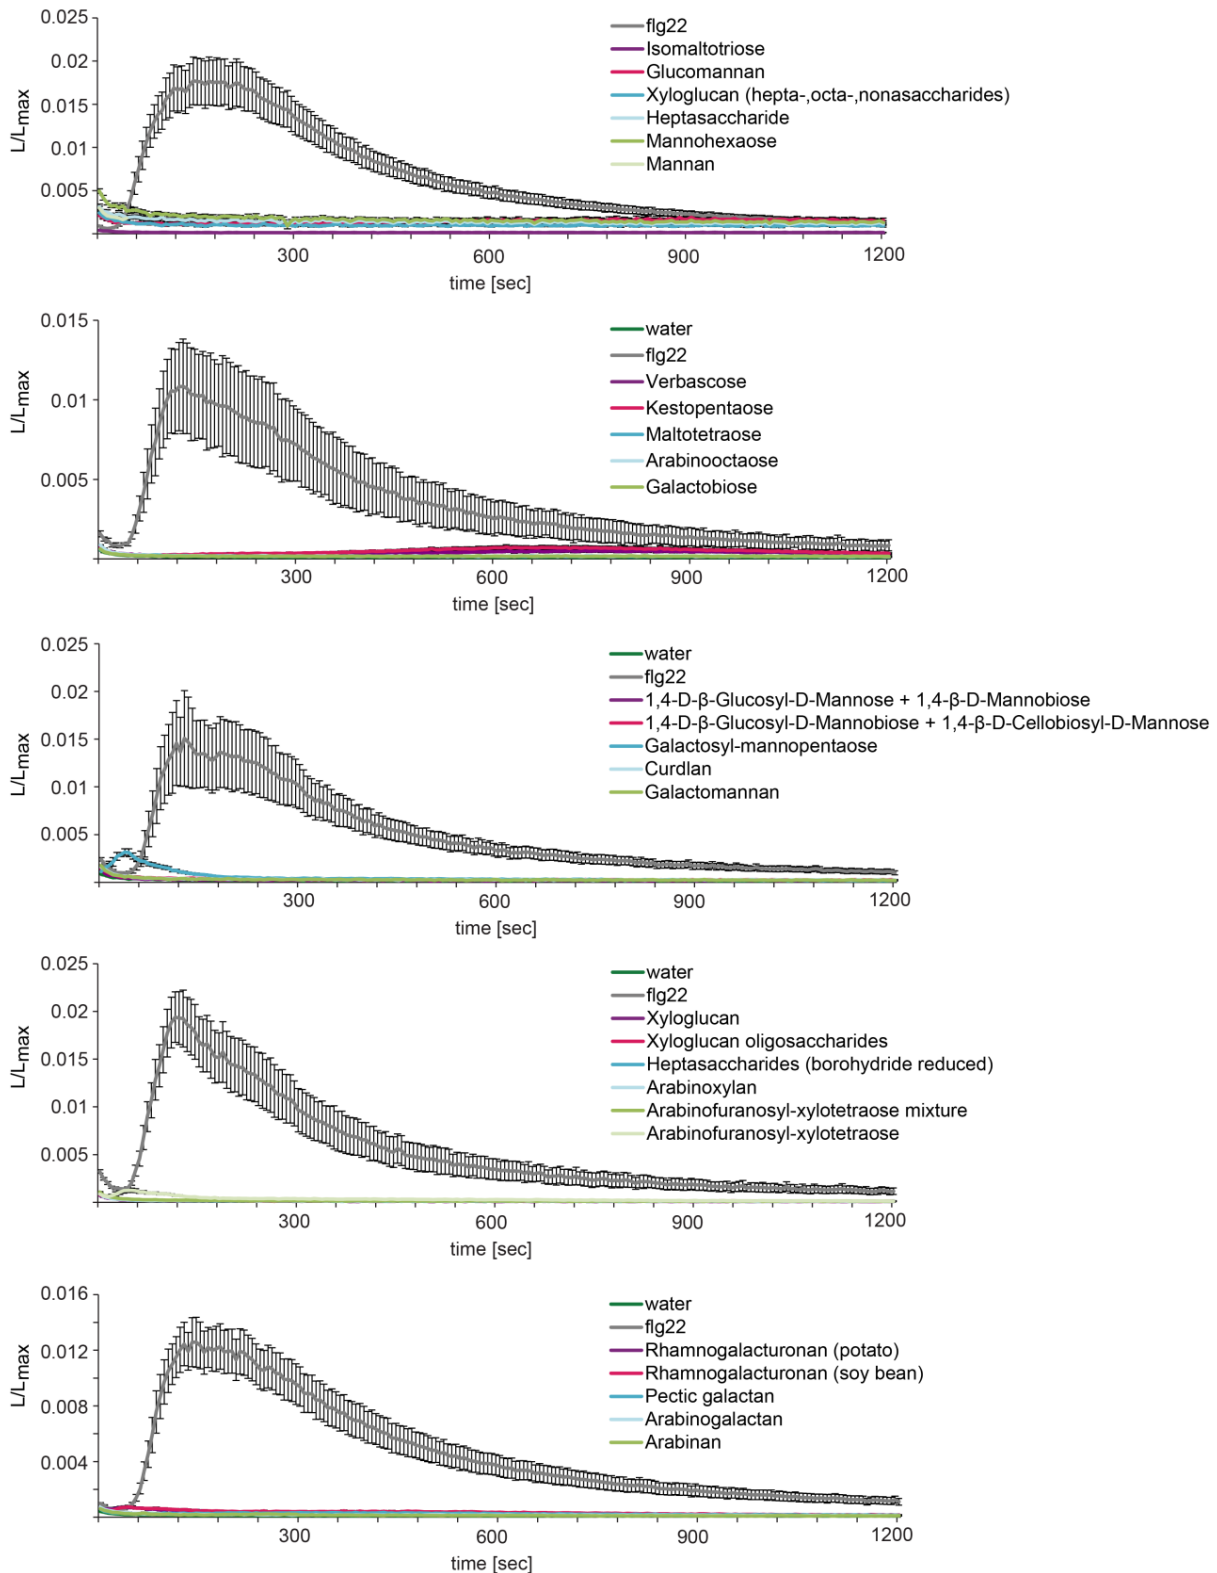 0.025
0.02
0.015
0.01
0.005
L/Lmax
flg22
Isomaltotriose
Glucomannan
Xyloglucan (hepta-,octa-,nonasaccharides)
Heptasaccharide
Mannohexaose
Mannan
300
600
900
1200
time [sec]
0.015
0.01
0.005
L/Lmax
water
flg22
Verbascose
Kestopentaose
Maltotetraose
Arabinooctaose
Galactobiose
300
600
900
1200
time [sec]
0.025
0.02
0.015
0.01
0.005
L/Lmax
water
flg22
1,4-D-β-Glucosyl-D-Mannose + 1,4-β-D-Mannobiose
1,4-D-β-Glucosyl-D-Mannobiose + 1,4-β-D-Cellobiosyl-D-Mannose
Galactosyl-mannopentaose
Curdlan
Galactomannan
300
600
900
1200
time [sec]
0.025
0.02
0.015
0.01
0.005
L/Lmax
water
flg22
Xyloglucan
Xyloglucan oligosaccharides
Heptasaccharides (borohydride reduced)
Arabinoxylan
Arabinofuranosyl-xylotetraose mixture
Arabinofuranosyl-xylotetraose
300
600
900
1200
time [sec]
0.016
0.012
0.008
0.004
L/Lmax
water
flg22
Rhamnogalacturonan (potato)
Rhamnogalacturonan (soy bean)
Pectic galactan
Arabinogalactan
Arabinan
300
600
900
1200
time [sec]